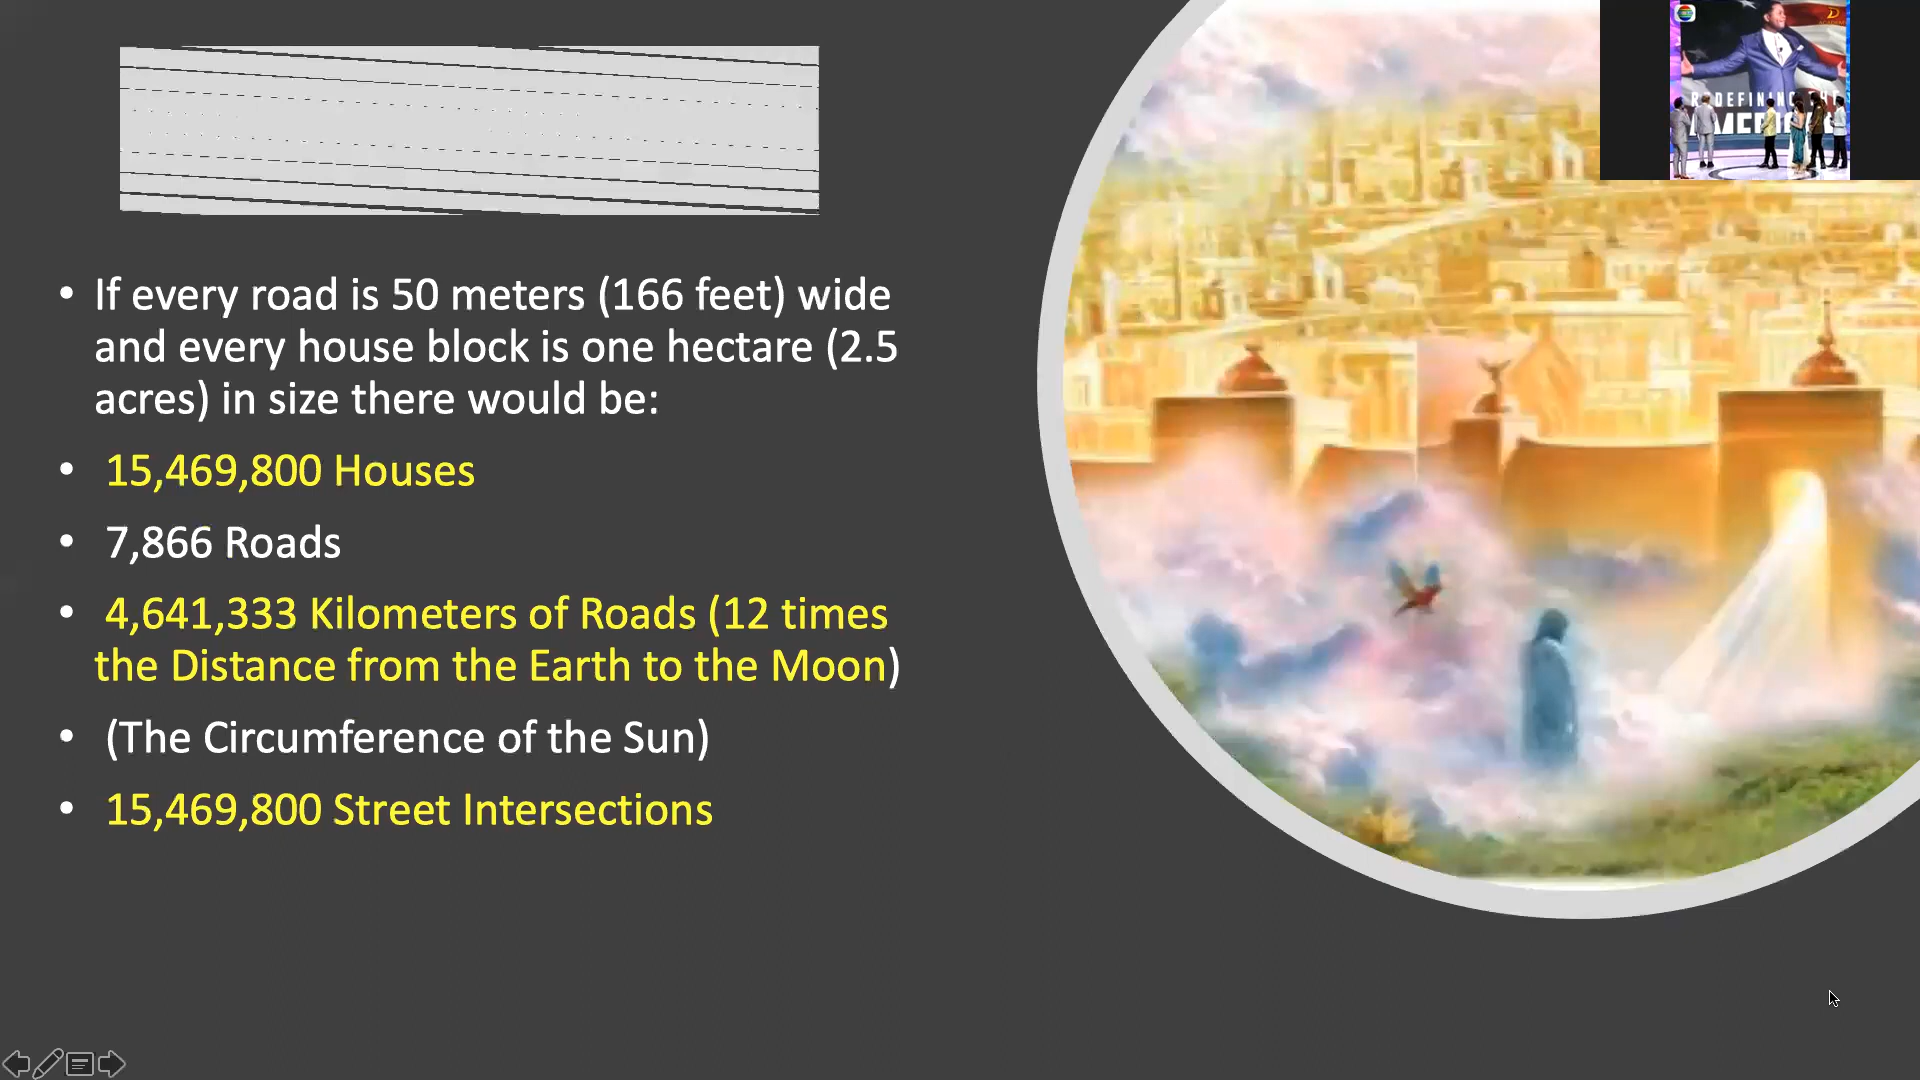 REDEFINING THE
• If every road is 50 meters (166 feet) wide
and every house block is one hectare (2.5
acres) in size there would be:
• 15,469,800 Houses
• 7,866 Roads
• 4,641,333 Kilometers of Roads (12 times
the Distance from the Earth to the Moon)
• (The Circumference of the Sun)
• 15,469,800 Street Intersections